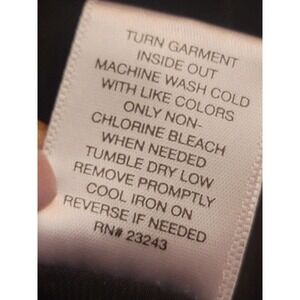 TURN GARMENT
INSIDE OUT
MACHINE WASH COLD
WITH LIKE COLORS
ONLY NON-
CHLORINE BLEACH
WHEN NEEDED
TUMBLE DRY LOW
REMOVE PROMPTLY
COOL IRON ON
REVERSE IF NEEDED
RN# 23243